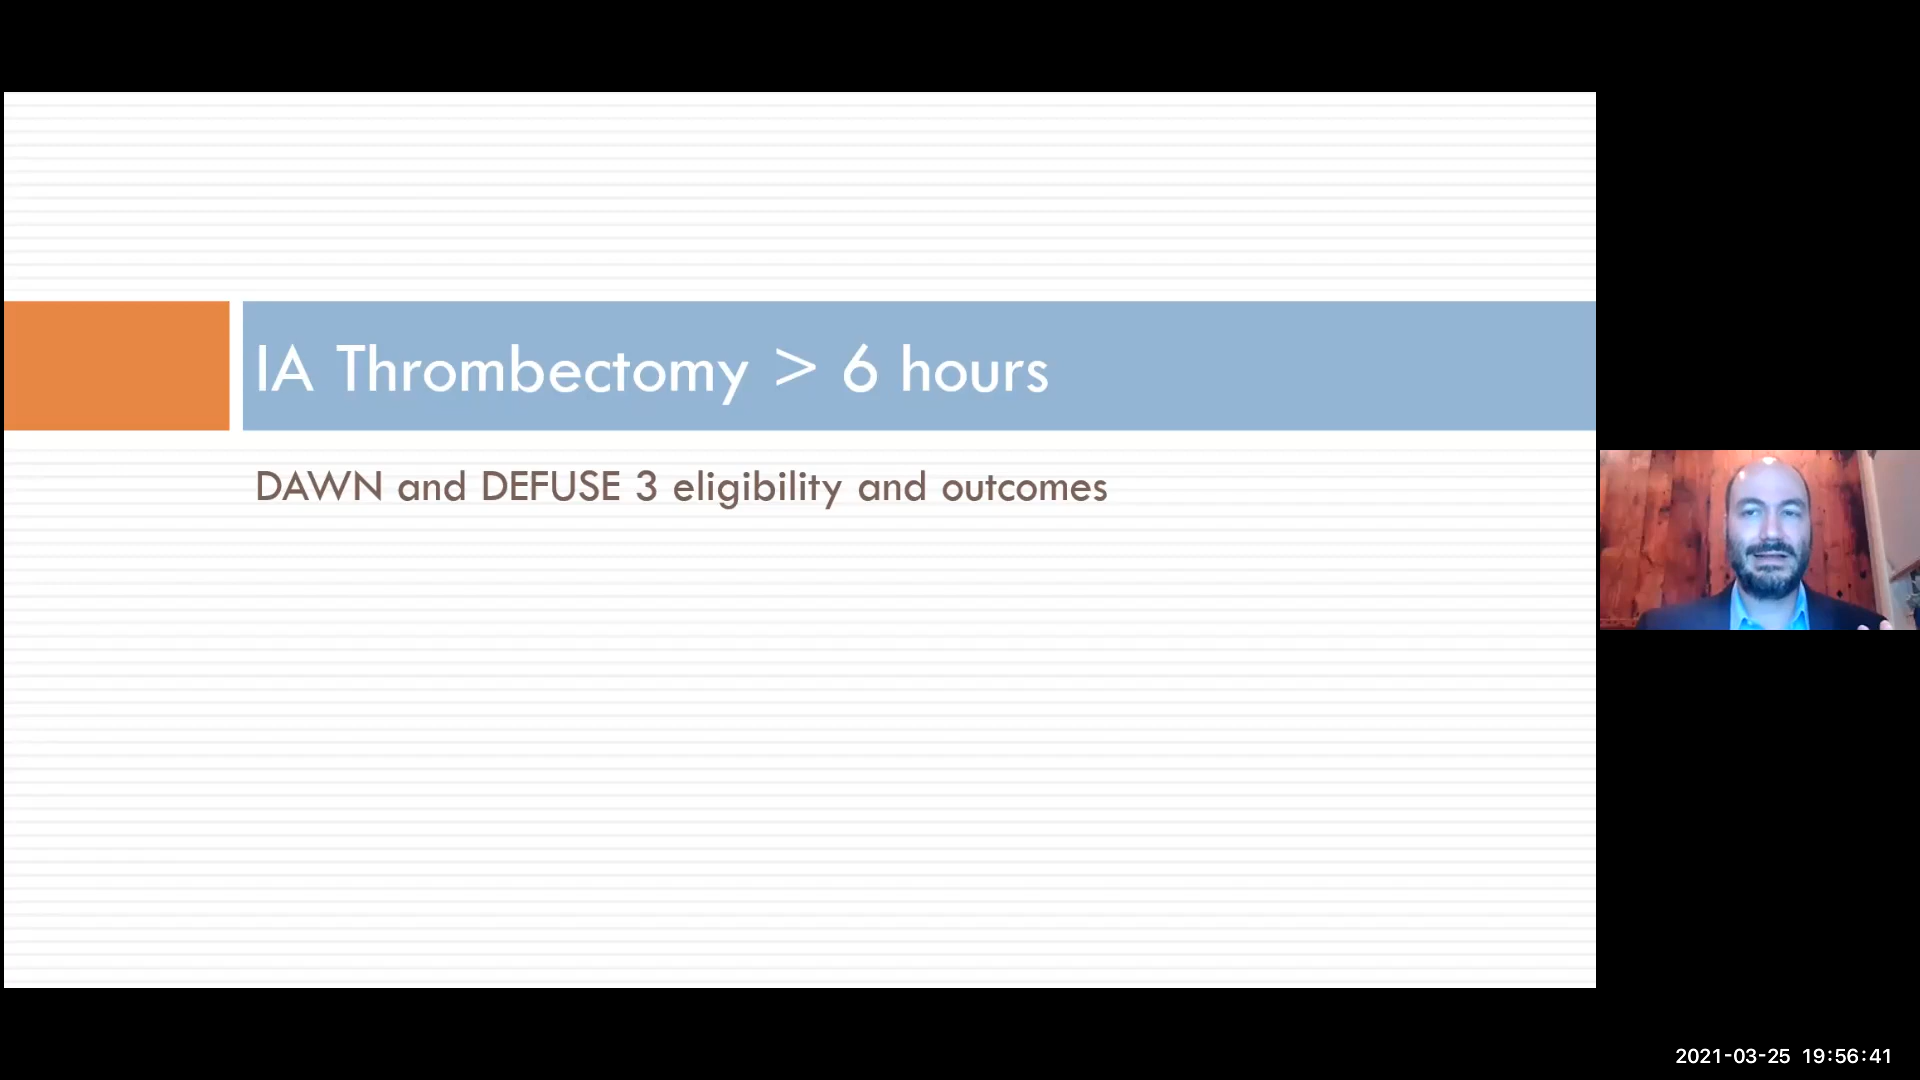 IA Thrombectomy > 6 hours
DAWN and DEFUSE 3 eligibility and outcomes
2021-03-25 19:56:41